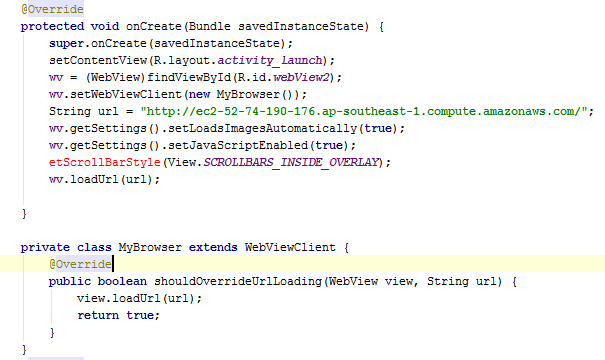 @Override
protected void onCreate(Bundle savedInstanceState) {
    super.onCreate(savedInstanceState);
    setContentView(R.layout.activity_launch);
    wv = (WebView)findViewById(R.id.webView2);
    wv.setWebViewClient(new MyBrowser());
    String url = "http://ec2-52-74-190-176.ap-southeast-1.compute.amazonaws.com/";
    wv.getSettings().setLoadsImagesAutomatically(true);
    wv.getSettings().setJavaScriptEnabled(true);
    etScrollBarStyle(View.SCROLLBARS_INSIDE_OVERLAY);
    wv.loadUrl(url);
}
private class MyBrowser extends WebViewClient {
    @Override
    public boolean shouldOverrideUrlLoading(WebView view, String url) {
        view.loadUrl(url);
        return true;
    }
}